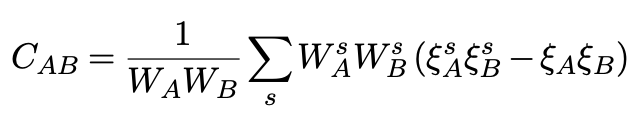 $C_{AB} = \frac{1}{W_A W_B} \sum_s W_A^s W_B^s \left( \xi_A^s \xi_B^s - \xi_A \xi_B \right)$